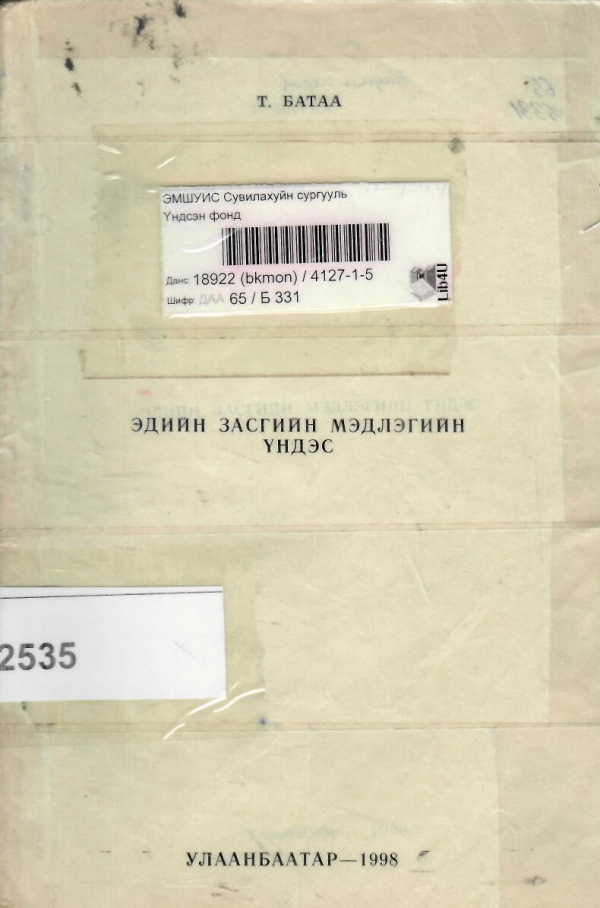 Т. БАТАА
ЭМШУИС Сувилахуйн сургууль
Үндсэн фонд
Данс: 18922 (bkmon) / 4127-1-5
Шифр: ДАА 65 / Б 331
Lib4U
ЭДИЙН ЗАСГИЙН МЭДЛЭГИЙН
ҮНДЭС
2535
УЛААНБААТАР—1998